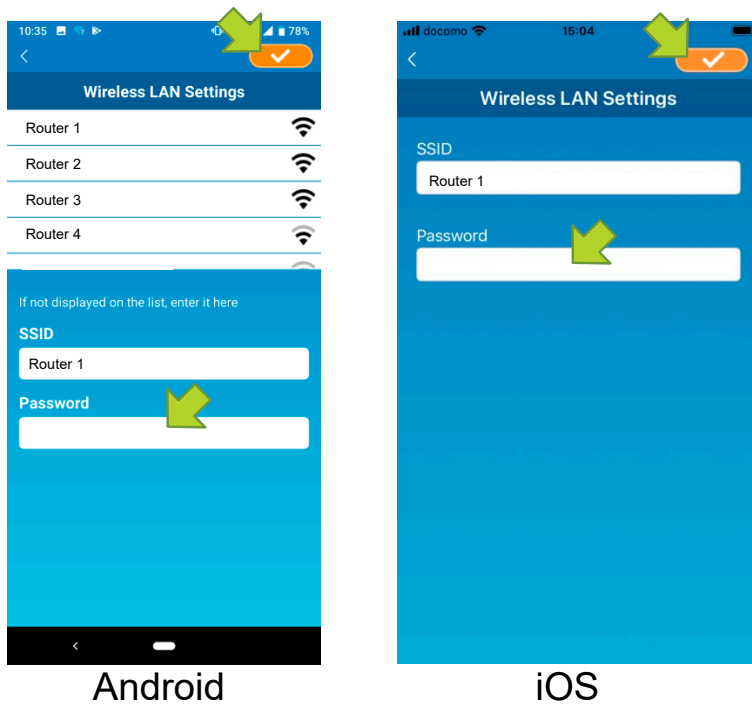 10:35
78%
Wireless LAN Settings
Router 1
Router 2
Router 3
Router 4
If not displayed on the list, enter it here
SSID
Router 1
Password
Android
docomo
15:04
Wireless LAN Settings
SSID
Router 1
Password
iOS